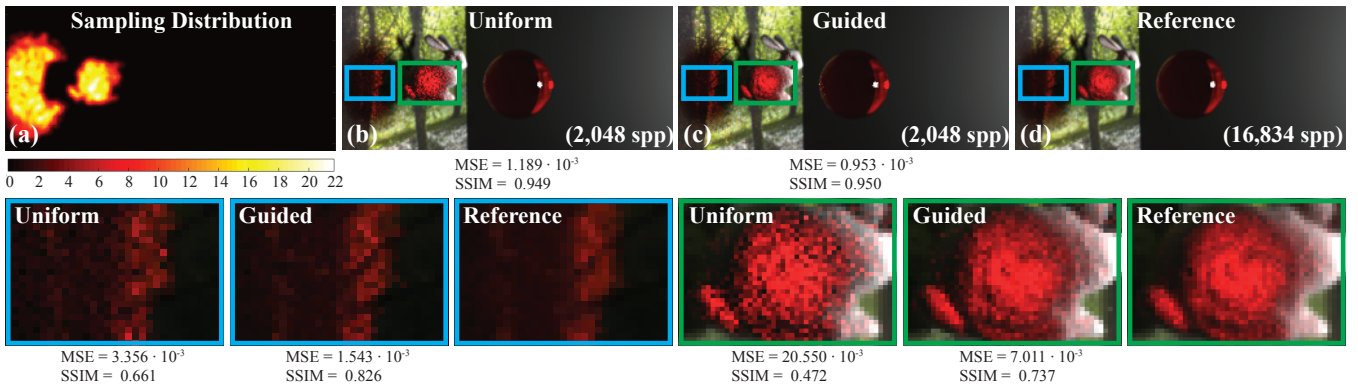 Sampling Distribution
(a)
0 2 4 6 8 10 12 14 16 18 20 22
Uniform
(b)
(2,048 spp)
MSE = 1.189 · 10⁻³
SSIM = 0.949
Guided
(c)
(2,048 spp)
MSE = 0.953 · 10⁻³
SSIM = 0.950
Reference
(d)
(16,834 spp)
Uniform
MSE = 3.356 · 10⁻³
SSIM = 0.661
Guided
MSE = 1.543 · 10⁻³
SSIM = 0.826
Reference
Uniform
MSE = 20.550 · 10⁻³
SSIM = 0.472
Guided
MSE = 7.011 · 10⁻³
SSIM = 0.737
Reference